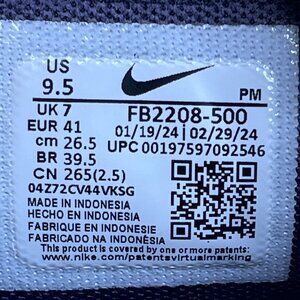 US
9.5
PM
UK 7
FB2208-500
EUR 41
01/19/24 | 02/29/24
cm 26.5
UPC 00197597092546
BR 39.5
CN 265(2.5)
04Z72CV44VKSG
MADE IN INDONESIA
HECHO EN INDONESIA
FABRIQUE EN INDONESIE
FABRICADO NA INDONÉSIA
This product is covered by one or more patents:
www.nike.com/patentsvirtualmarking